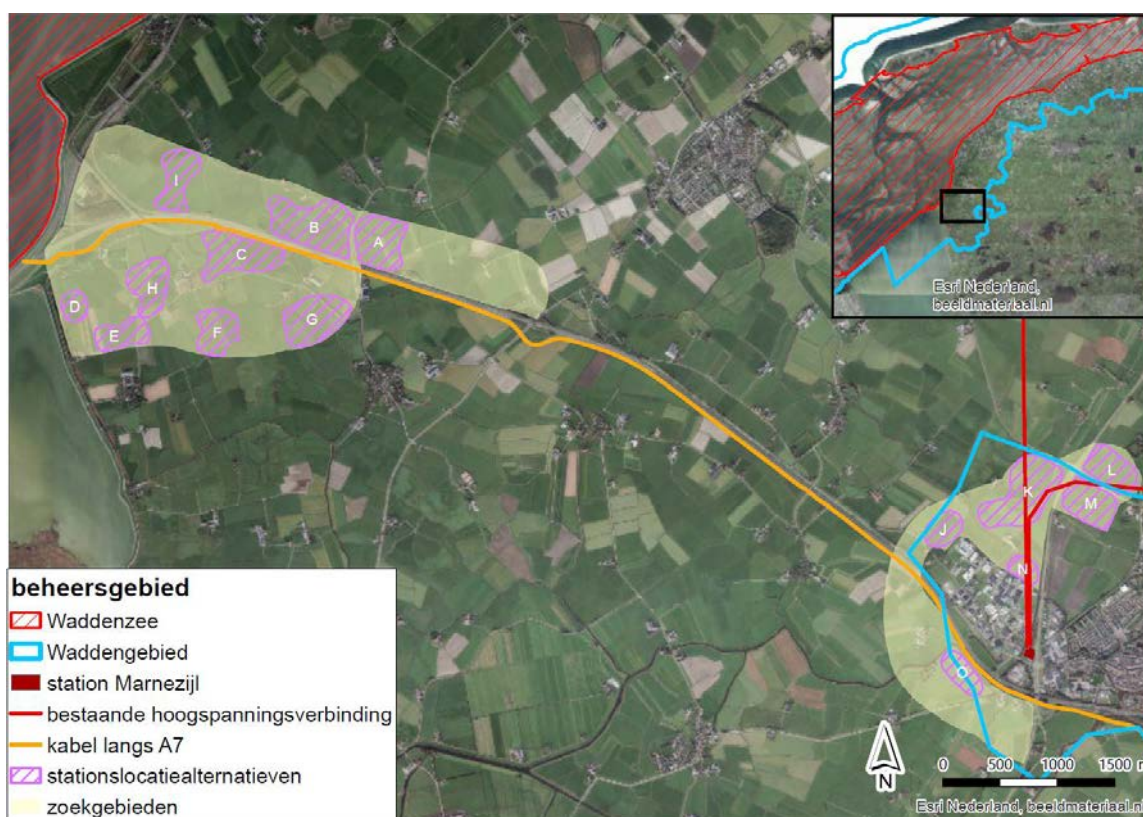 Esri Nederland,
beeldmateriaal.nl
I
B
A
C
H
D
E
F
G
L
K
M
J
N
O
beheersgebied
Waddenzee
Waddengebied
station Marnezijl
bestaande hoogspanningsverbinding
kabel langs A7
stationslocatiealternatieven
zoekgebieden
N
0 500 1000 1500 m
Esri Nederland, beeldmateriaal.nl